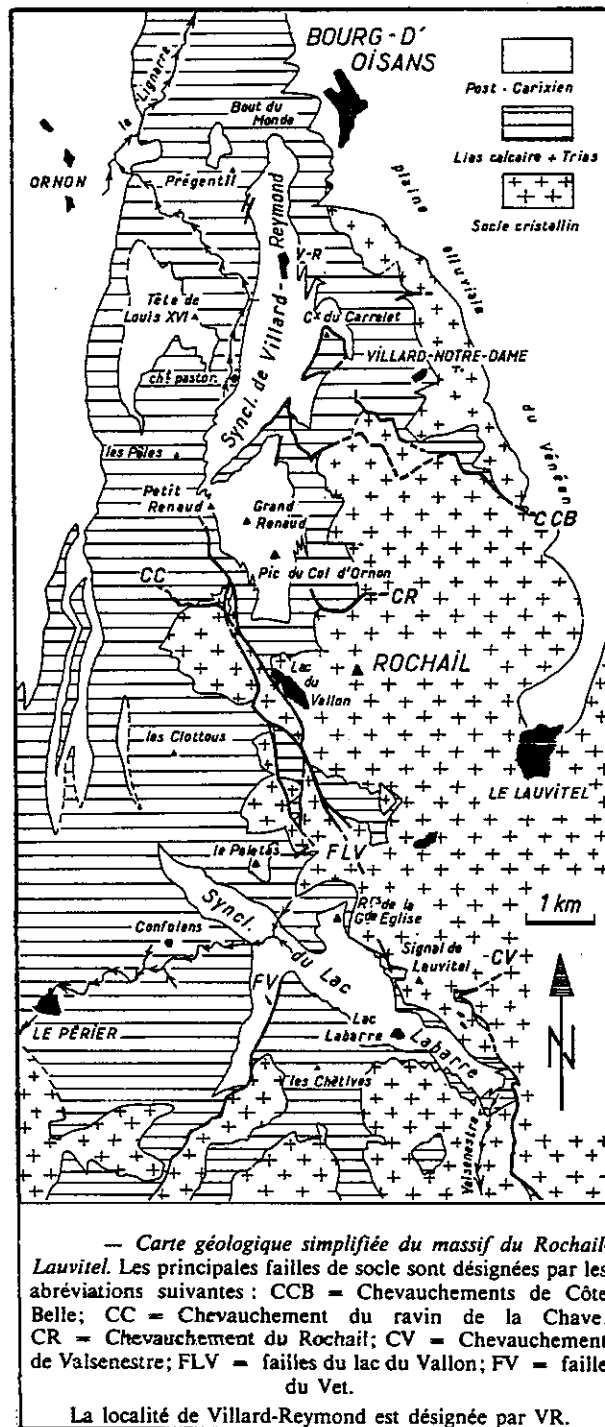 BOURG-D'
OISANS
la Lignarre
Bout du
Monde
Post-Carixien
ORNON
Prégentil
Lias calcaire + Trias
plaine alluviale
Socle cristallin
V-R
Tête de
Louis XVI
Cx du Carrelet
VILLARD-NOTRE-DAME
Syncl. de Villard-Reymond
cht pastor.
du Vénéon
les Pôles
Petit
Renaud
Grand
Renaud
CCB
CC
Pic du Col d'Ornon
CR
Lac
du
Vallon
ROCHAIL
les Clottous
LE LAUVITEL
FLV
le Paletas
1 km
Syncl. du Lac Labarre
Rrs de la
Gde Eglise
Confolens
Signal de
Lauvitel
CV
FV
Lac
Labarre
LE PÉRIER
N
les Chétives
Valsenestre
— Carte géologique simplifiée du massif du Rochail-
Lauvitel. Les principales failles de socle sont désignées par les
abréviations suivantes : CCB = Chevauchements de Côte
Belle; CC = Chevauchement du ravin de la Chave
CR = Chevauchement du Rochail; CV = Chevauchement
de Valsenestre; FLV = failles du lac du Vallon; FV = faille
du Vet.
La localité de Villard-Reymond est désignée par VR.